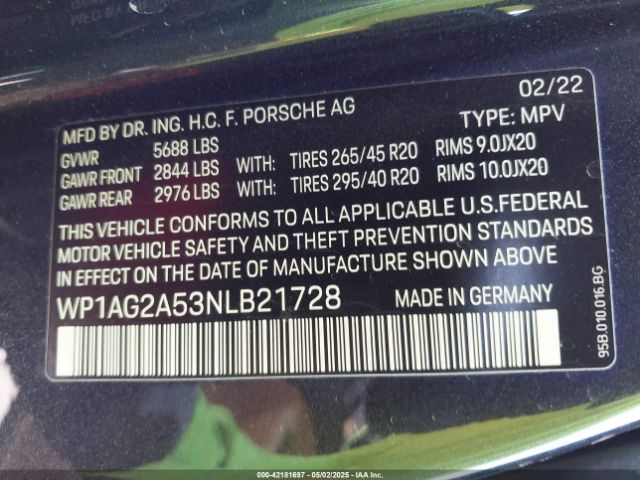 02/22
MFD BY DR. ING. H.C. F. PORSCHE AG
TYPE: MPV
GVWR 5688 LBS
GAWR FRONT 2844 LBS WITH: TIRES 265/45 R20 RIMS 9.0JX20
GAWR REAR 2976 LBS WITH: TIRES 295/40 R20 RIMS 10.0JX20
THIS VEHICLE CONFORMS TO ALL APPLICABLE U.S.FEDERAL
MOTOR VEHICLE SAFETY AND THEFT PREVENTION STANDARDS
IN EFFECT ON THE DATE OF MANUFACTURE SHOWN ABOVE
WP1AG2A53NLB21728 MADE IN GERMANY
95B.010.016.BG
000-42181697 - 05/02/2025 - IAA, Inc.